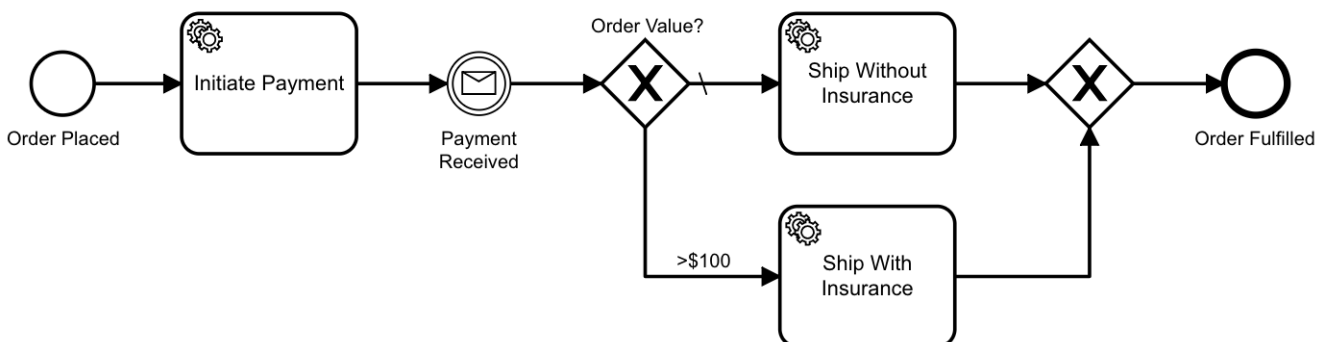 Order Placed
Initiate Payment
Payment
Received
Order Value?
Ship Without
Insurance
>$100
Ship With
Insurance
Order Fulfilled